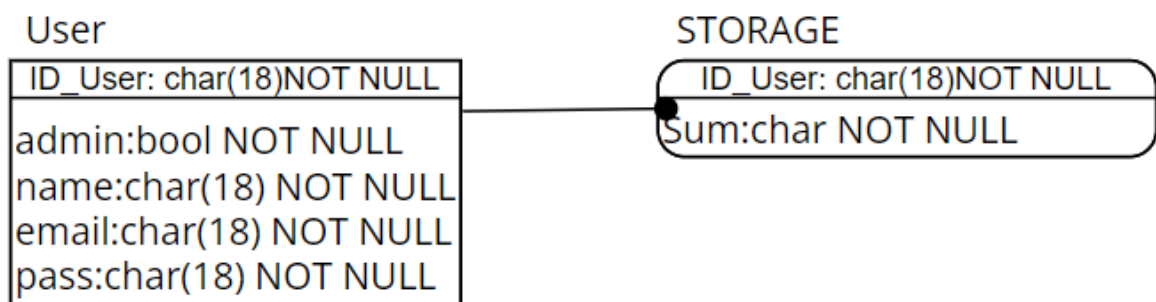 User
ID_User: char(18)NOT NULL
admin:bool NOT NULL
name:char(18) NOT NULL
email:char(18) NOT NULL
pass:char(18) NOT NULL
STORAGE
ID_User: char(18)NOT NULL
Sum:char NOT NULL